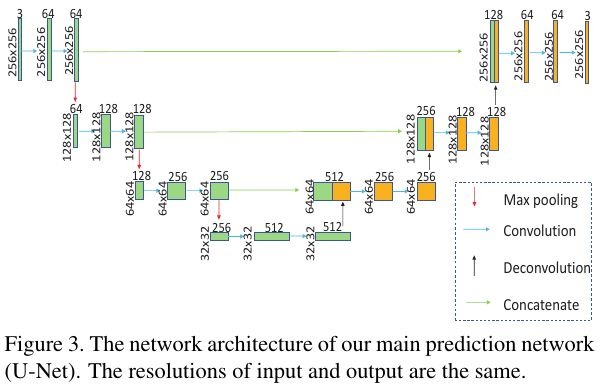 3 64 64 128 64 64 3
256x256 256x256 256x256 256x256 256x256 256x256 256x256
64 128 128 256 128 128
128x128 128x128 128x128 128x128 128x128 128x128
128 256 256 512 256 256
64x64 64x64 64x64 64x64 64x64 64x64
256 512 512
32x32 32x32 32x32
Max pooling
Convolution
Deconvolution
Concatenate
Figure 3. The network architecture of our main prediction network
(U-Net). The resolutions of input and output are the same.